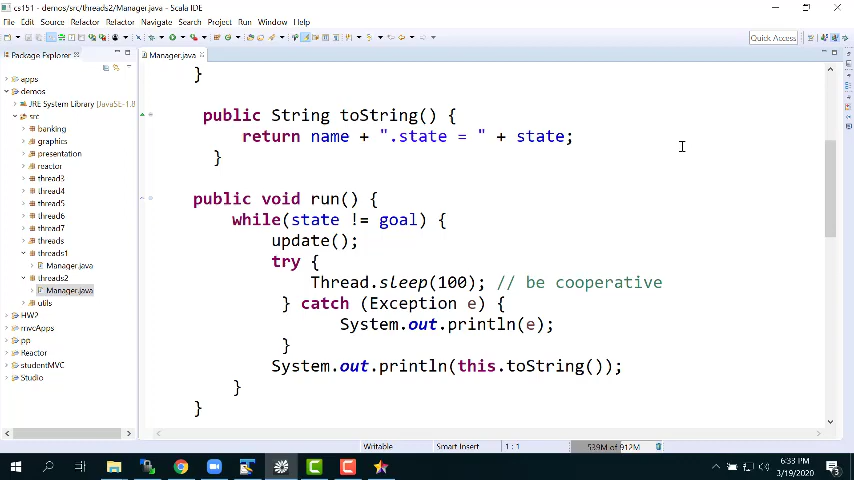 cs151 - demos/src/threads2/Manager.java - Scala IDE
File Edit Source Refactor Refactor Navigate Search Project Run Window Help
Quick Access
Package Explorer
Manager.java
apps
demos
JRE System Library [JavaSE-1.8
src
banking
graphics
presentation
reactor
thread3
thread4
thread5
thread6
thread7
threads
threads1
Manager.java
threads2
Manager.java
utils
HW2
mvcApps
pp
Reactor
studentMVC
Studio
}
public String toString() {
return name + ".state = " + state;
}
public void run() {
while(state != goal) {
update();
try {
Thread.sleep(100); // be cooperative
} catch (Exception e) {
System.out.println(e);
}
System.out.println(this.toString());
}
}
Writable
Smart Insert
1 : 1
539M of 912M
6:33 PM
3/19/2020
3